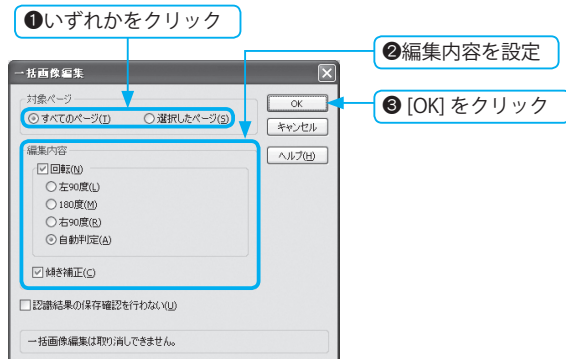 ❶いずれかをクリック
❷編集内容を設定
一括画像編集
対象ページ
すべてのページ(T) 選択したページ(S)
OK
❸ [OK] をクリック
キャンセル
ヘルプ(H)
編集内容
回転(N)
左90度(L)
180度(M)
右90度(R)
自動判定(A)
傾き補正(C)
認識結果の保存確認を行わない(U)
一括画像編集は取り消しできません。